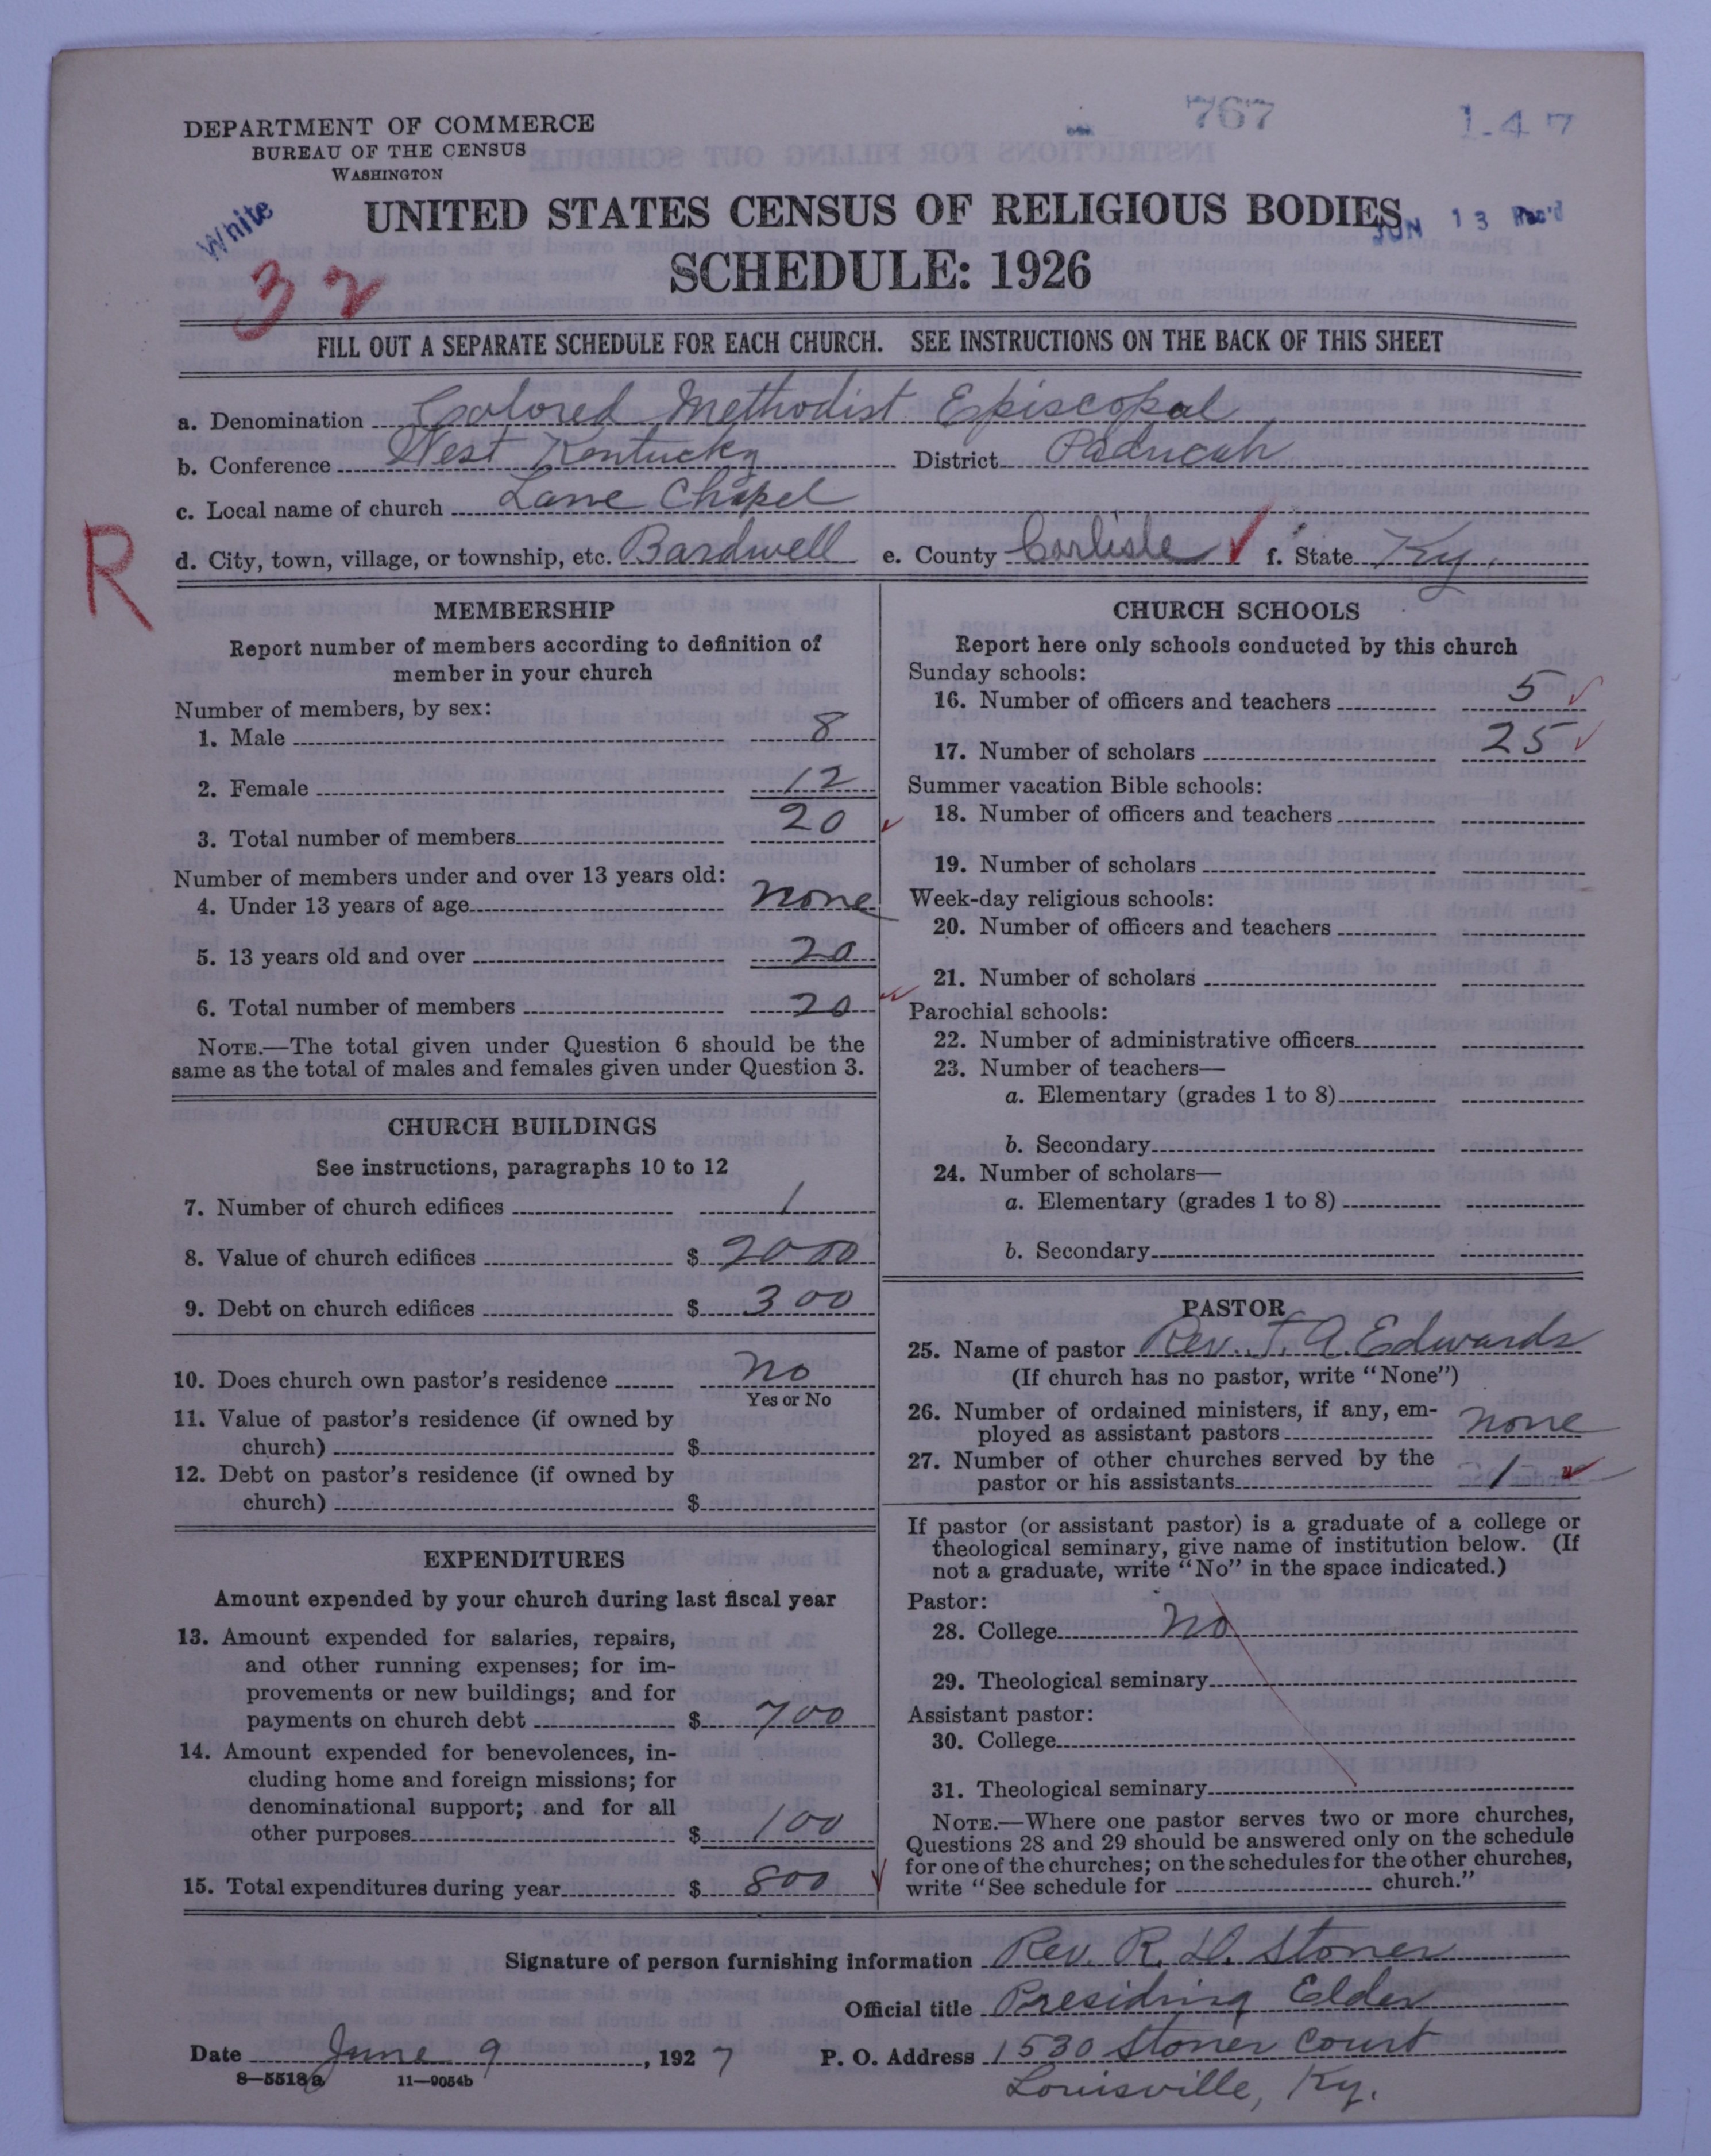 DEPARTMENT OF COMMERCE
BUREAU OF THE CENSUS
WASHINGTON
767
1-47
White
32
UNITED STATES CENSUS OF RELIGIOUS BODIES
JUN 13 Rec'd
SCHEDULE: 1926
FILL OUT A SEPARATE SCHEDULE FOR EACH CHURCH. SEE INSTRUCTIONS ON THE BACK OF THIS SHEET
a. Denomination Colored Methodist Episcopal
b. Conference West Kentucky District Paducah
c. Local name of church Lane Chapel
R
d. City, town, village, or township, etc. Bardwell e. County Carlisle f. State Ky.
MEMBERSHIP
Report number of members according to definition of
member in your church
Number of members, by sex:
1. Male 8
2. Female 12
3. Total number of members 20
Number of members under and over 13 years old:
4. Under 13 years of age none
5. 13 years old and over 20
6. Total number of members 20
NOTE.—The total given under Question 6 should be the
same as the total of males and females given under Question 3.
CHURCH BUILDINGS
See instructions, paragraphs 10 to 12
7. Number of church edifices 1
8. Value of church edifices $ 2000
9. Debt on church edifices $ 300
10. Does church own pastor's residence No
Yes or No
11. Value of pastor's residence (if owned by
church) $
12. Debt on pastor's residence (if owned by
church) $
EXPENDITURES
Amount expended by your church during last fiscal year
13. Amount expended for salaries, repairs,
and other running expenses; for im-
provements or new buildings; and for
payments on church debt $ 700
14. Amount expended for benevolences, in-
cluding home and foreign missions; for
denominational support; and for all
other purposes $ 100
15. Total expenditures during year $ 800
CHURCH SCHOOLS
Report here only schools conducted by this church
Sunday schools:
16. Number of officers and teachers 5
17. Number of scholars 25
Summer vacation Bible schools:
18. Number of officers and teachers
19. Number of scholars
Week-day religious schools:
20. Number of officers and teachers
21. Number of scholars
Parochial schools:
22. Number of administrative officers
23. Number of teachers—
a. Elementary (grades 1 to 8)
b. Secondary
24. Number of scholars—
a. Elementary (grades 1 to 8)
b. Secondary
PASTOR
25. Name of pastor Rev. J. A. Edwards
(If church has no pastor, write "None")
26. Number of ordained ministers, if any, em-
ployed as assistant pastors none
27. Number of other churches served by the
pastor or his assistants 1
If pastor (or assistant pastor) is a graduate of a college or
theological seminary, give name of institution below. (If
not a graduate, write "No" in the space indicated.)
Pastor:
28. College No
29. Theological seminary
Assistant pastor:
30. College
31. Theological seminary
NOTE.—Where one pastor serves two or more churches,
Questions 28 and 29 should be answered only on the schedule
for one of the churches; on the schedules for the other churches,
write "See schedule for church."
Signature of person furnishing information Rev. R. D. Stoner
Official title Presiding Elder
Date June 9, 1927 P. O. Address 1530 Stoner Court
8—5518a 11—9054b
Louisville, Ky.